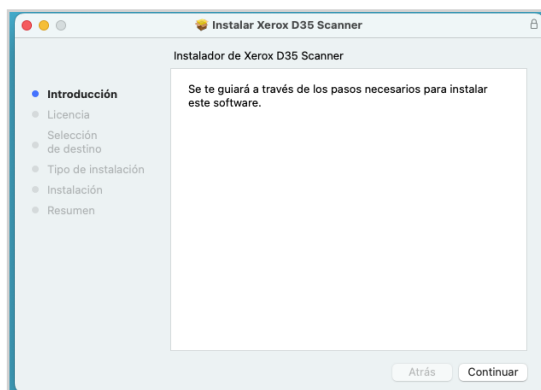 Instalar Xerox D35 Scanner
Instalador de Xerox D35 Scanner
Introducción
Licencia
Selección
de destino
Tipo de instalación
Instalación
Resumen
Se te guiará a través de los pasos necesarios para instalar
este software.
Atrás
Continuar